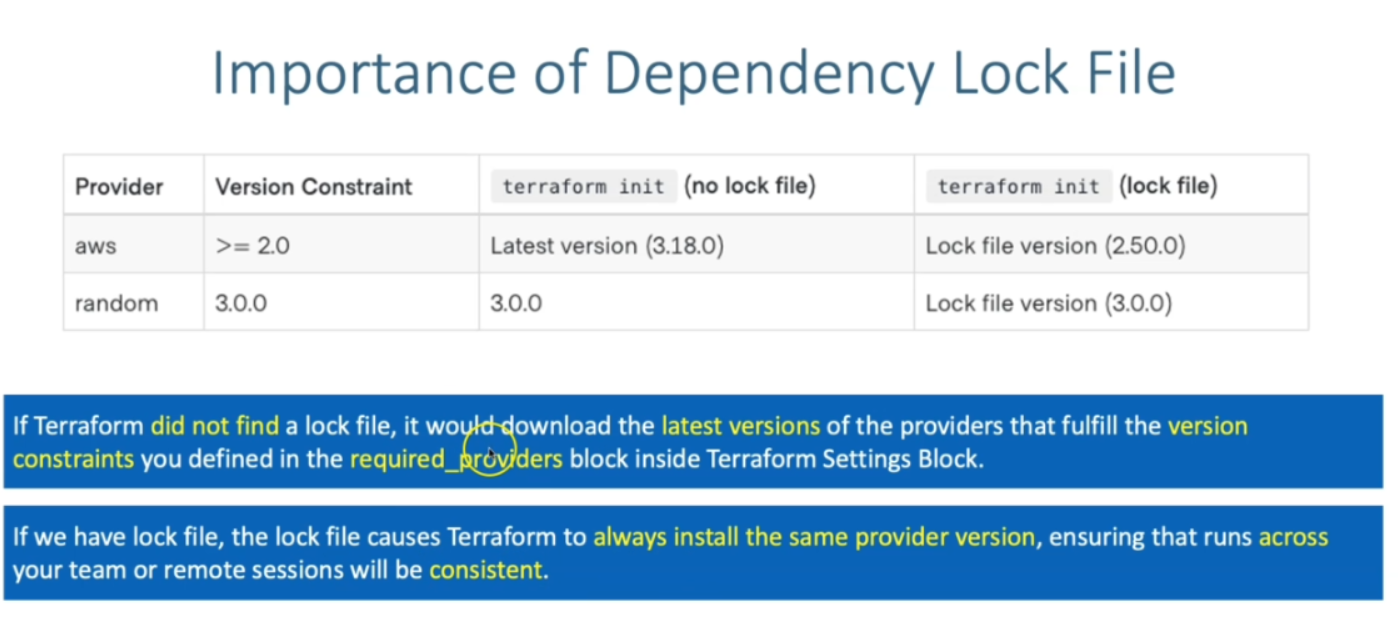 Importance of Dependency Lock File
Provider Version Constraint terraform init (no lock file) terraform init (lock file)
aws >= 2.0 Latest version (3.18.0) Lock file version (2.50.0)
random 3.0.0 3.0.0 Lock file version (3.0.0)
If Terraform did not find a lock file, it would download the latest versions of the providers that fulfill the version
constraints you defined in the required_providers block inside Terraform Settings Block.
If we have lock file, the lock file causes Terraform to always install the same provider version, ensuring that runs across
your team or remote sessions will be consistent.